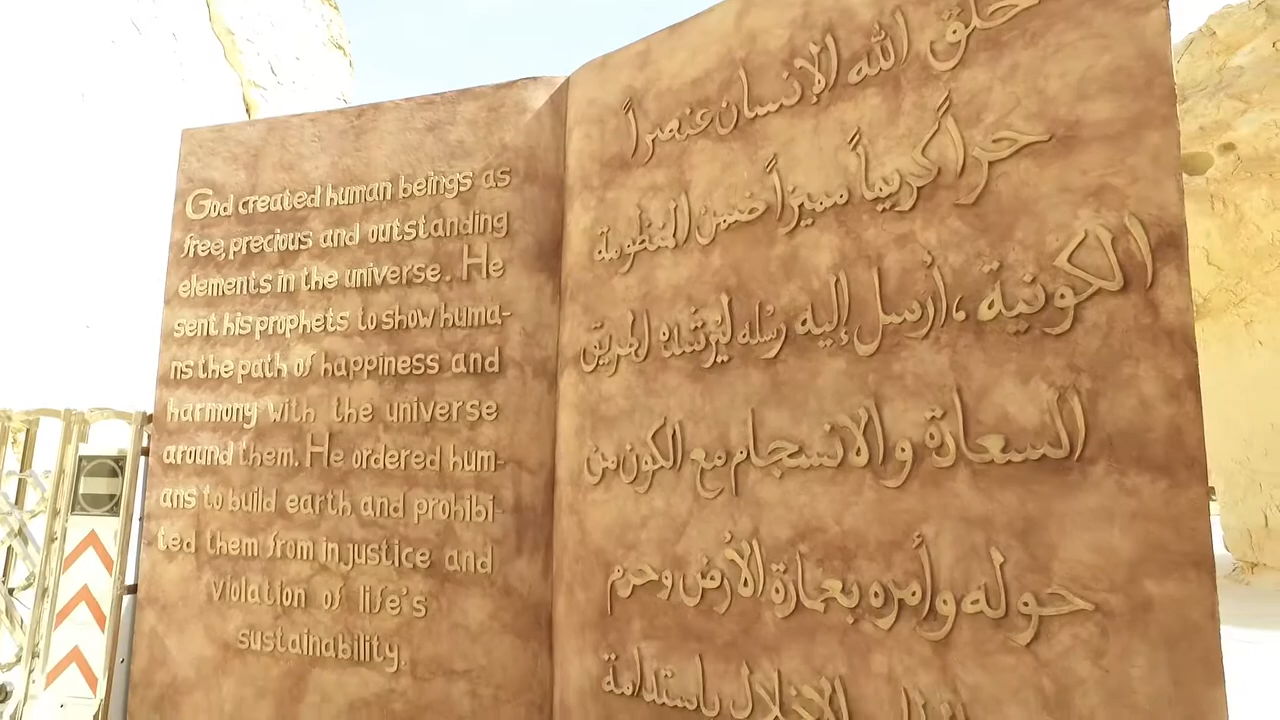 God created human beings as
free, precious and outstanding
elements in the universe. He
sent his prophets to show huma-
ns the path of happiness and
harmony with the universe
around them. He ordered hum-
ans to build earth and prohibi-
ted them from injustice and
violation of life's
sustainability.
خلق الله الإنسان عنصراً
حراً كريماً مميزاً ضمن المنظومة
الكونية، أرسل إليه رسله ليرشده لطريق
السعادة والانسجام مع الكون من
حوله وأمره بعمارة الأرض وحرم
الإخلال باستدامة